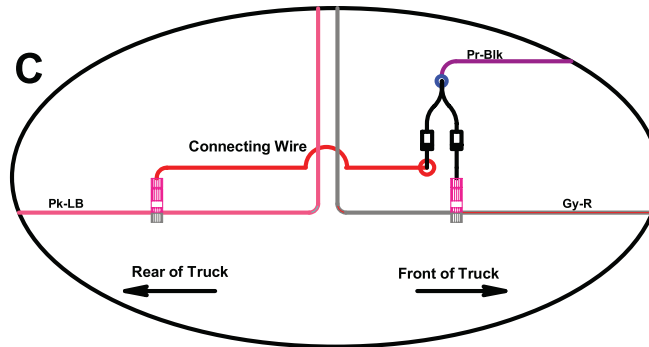 C
Pr-Blk
Connecting Wire
Pk-LB
Gy-R
Rear of Truck
Front of Truck